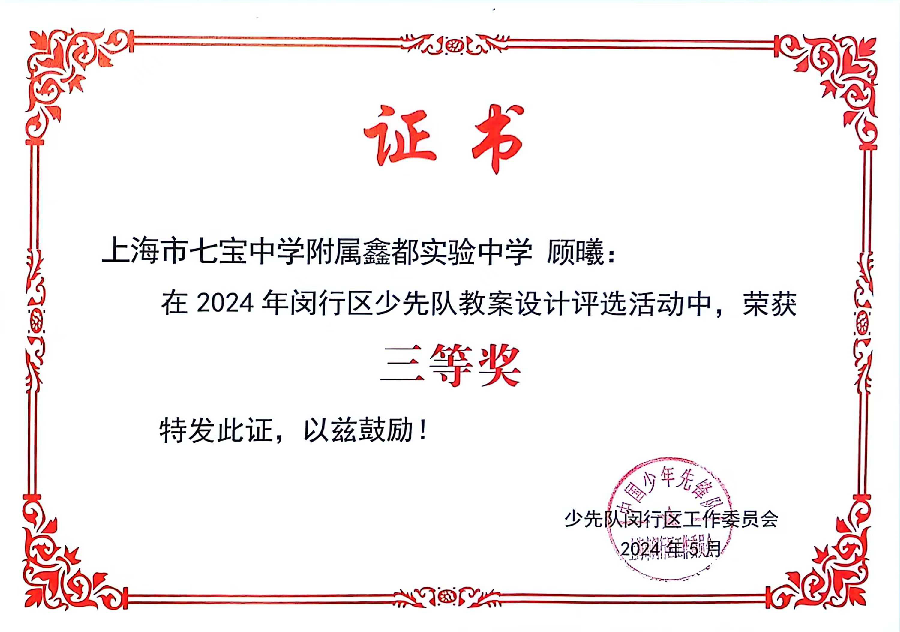 证书
上海市七宝中学附属鑫都实验中学 顾曦：
在 2024 年闵行区少先队教案设计评选活动中，荣获
三等奖
特发此证，以兹鼓励！
中国少年先锋队
少先队闵行区工作委员会
2024 年 5 月